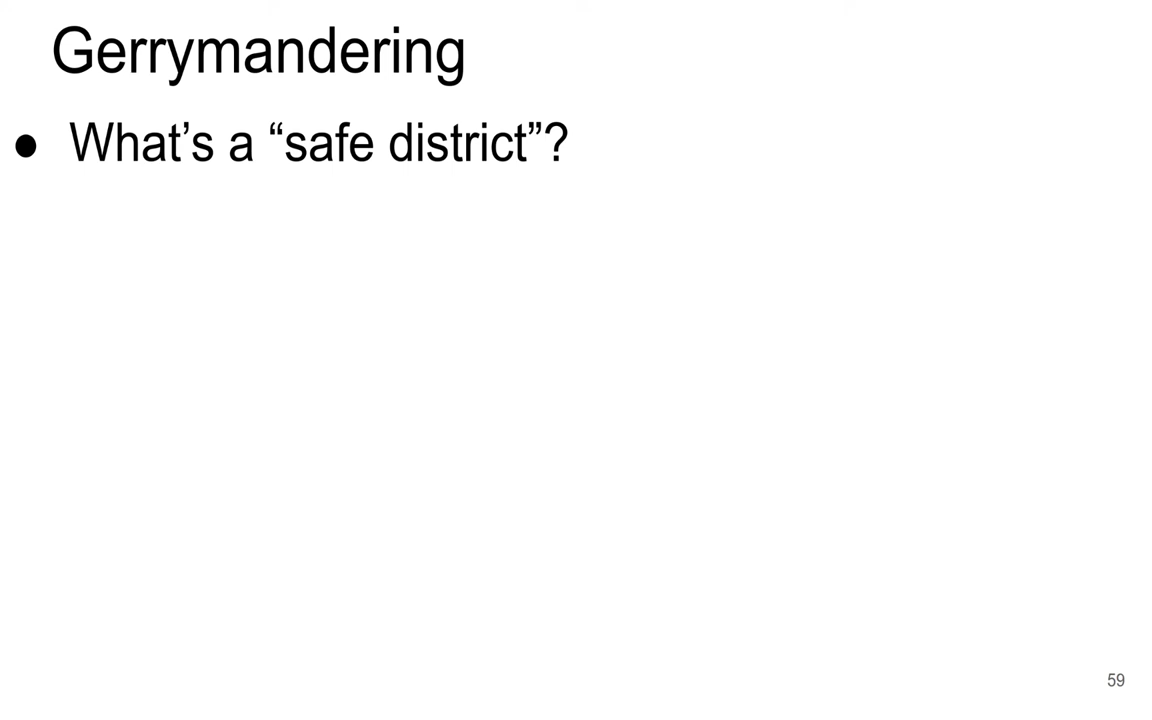 Gerrymandering
● What’s a “safe district”?
59